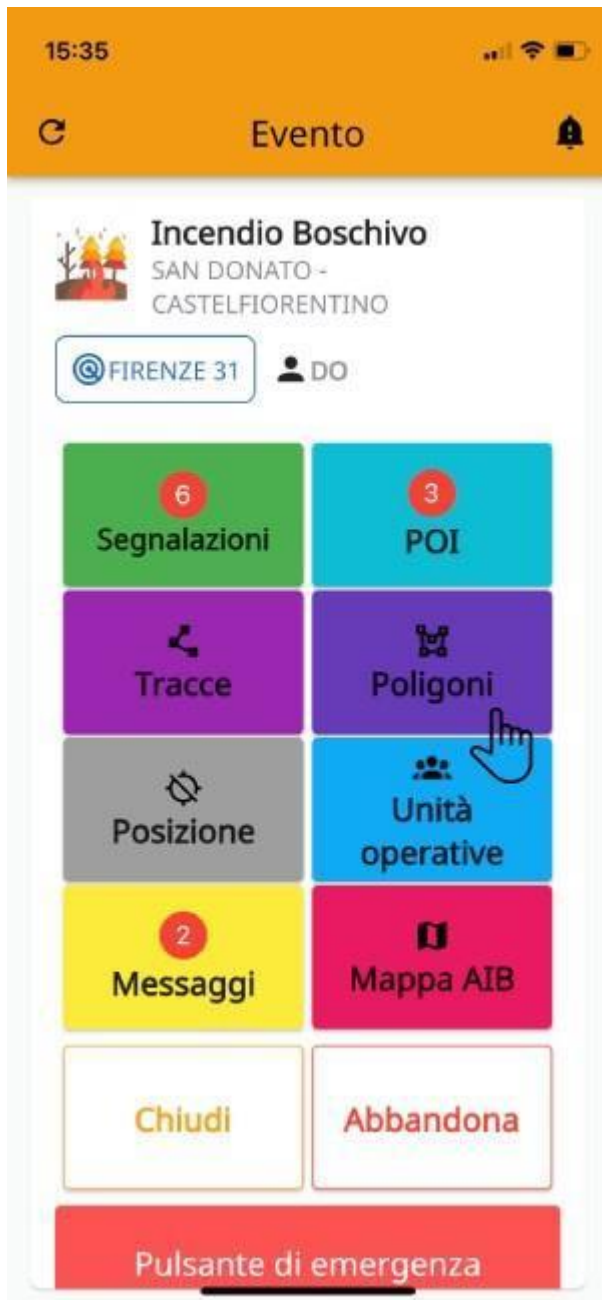 15:35
Evento
Incendio Boschivo
SAN DONATO -
CASTELFIORENTINO
FIRENZE 31
DO
6
Segnalazioni
3
POI
Tracce
Poligoni
Posizione
Unità
operative
2
Messaggi
Mappa AIB
Chiudi
Abbandona
Pulsante di emergenza